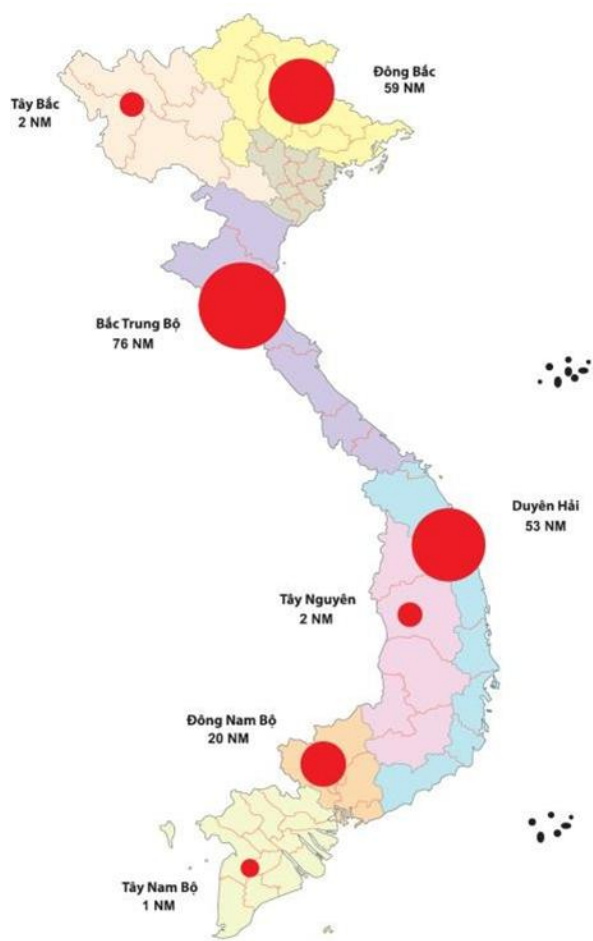 Đông Bắc
59 NM
Tây Bắc
2 NM
Bắc Trung Bộ
76 NM
Duyên Hải
53 NM
Tây Nguyên
2 NM
Đông Nam Bộ
20 NM
Tây Nam Bộ
1 NM